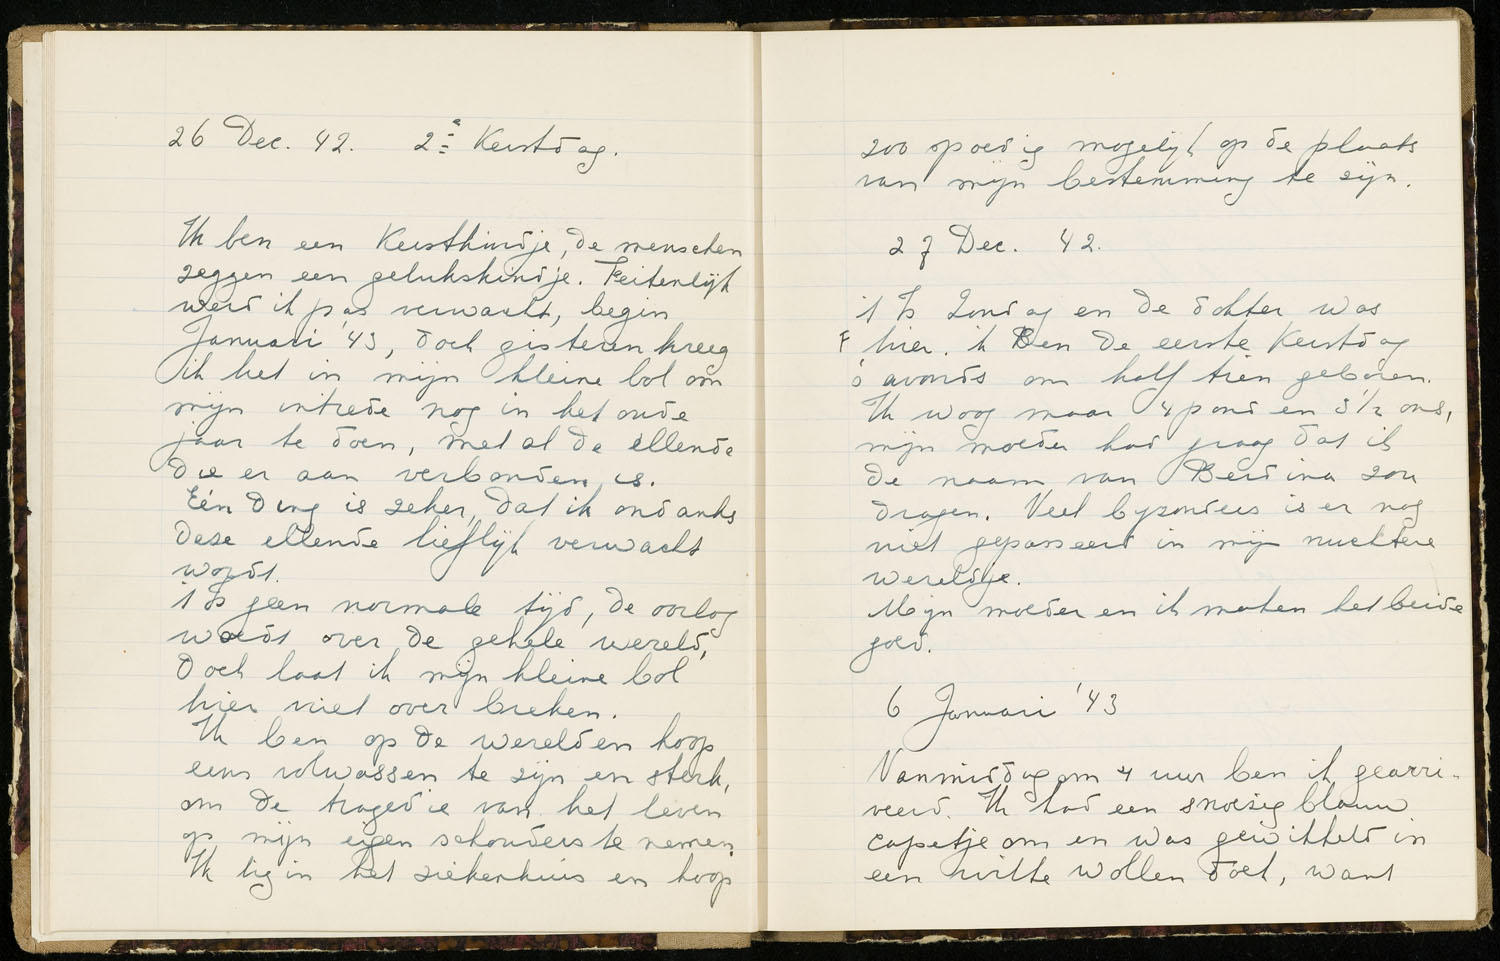 26 Dec. 42. 2e Kerstdag.
Ik ben een Kerstkindje, de menschen
zeggen een gelukskindje. Feitenlijk
werd ik pas verwacht, begin
Januari '43, doch gisteren kreeg
ik het in mijn kleine bol om
mijn intrede nog in het oude
jaar te doen, met al de ellende
die er aan verbonden is.
Eén ding is zeker, dat ik ondanks
deze ellende lieflijk verwacht
wordt.
't Is geen normale tijd, de oorlog
woedt over de gehele wereld,
doch laat ik mijn kleine bol
hier niet over breken.
Ik ben op de wereld en hoop
eens volwassen te zijn en sterk,
om de tragedie van het leven
op mijn eigen schouders te nemen.
Ik lig in het ziekenhuis en hoop
zoo spoedig mogelijk op de plaats
van mijn bestemming te zijn.
27 Dec. 42.
't Is Zondag en de dokter was
hier. ik Ben de eerste Kerstdag
's avonds om half tien geboren.
Ik woog maar 4 pond en 3 1/2 ons,
mijn moeder had graag dat ik
de naam van Berdina zou
dragen. Veel byzonders is er nog
niet gepasseerd in mijn nuchtere
wereldje.
Mijn moeder en ik maken het beide
goed.
6 Januari '43
Vanmiddag om 4 uur ben ik gearri-
veerd. Ik had een snoezig blauw
capetje om en was gewikkeld in
een witte wollen doek, want